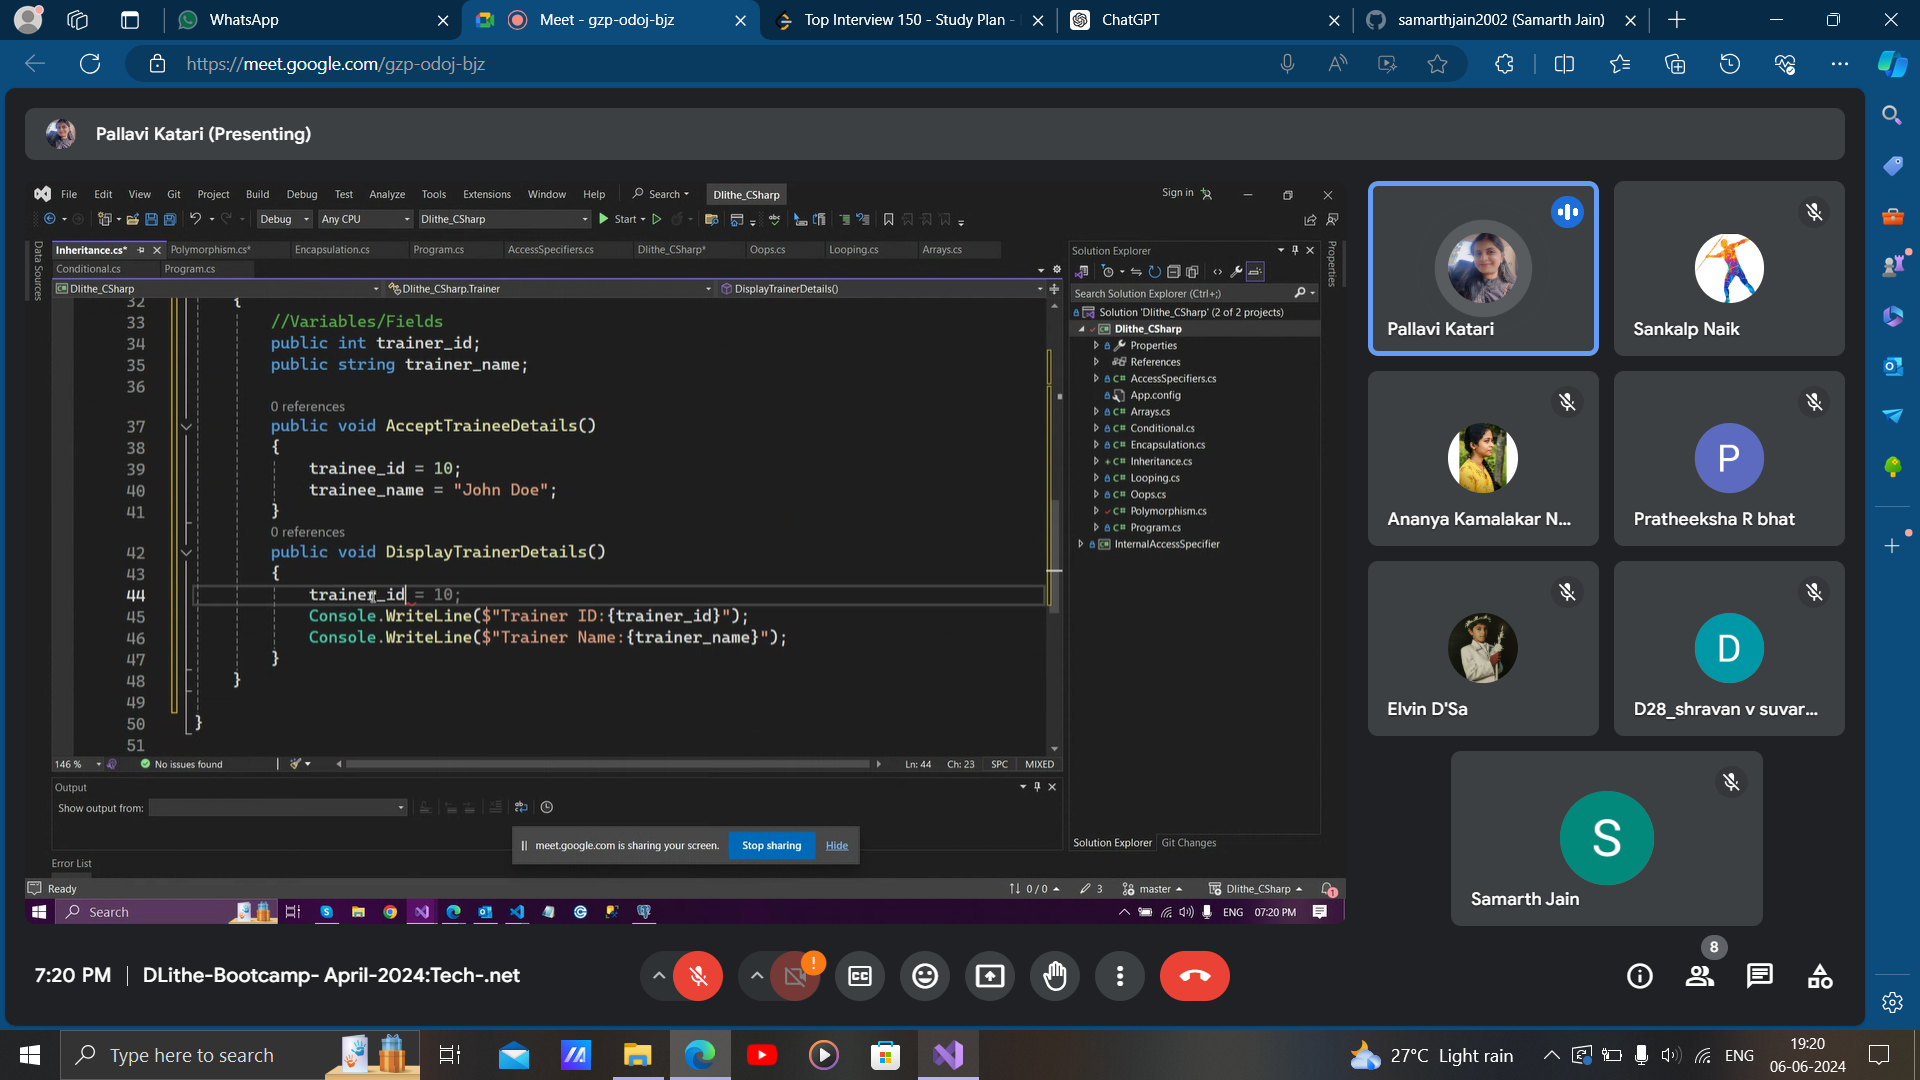 WhatsApp
Meet - gzp-odoj-bjz
Top Interview 150 - Study Plan -
ChatGPT
samarthjain2002 (Samarth Jain)
https://meet.google.com/gzp-odoj-bjz
Pallavi Katari (Presenting)
File Edit View Git Project Build Debug Test Analyze Tools Extensions Window Help Search Dlithe_CSharp Sign in
Debug Any CPU Dlithe_CSharp Start
Data Sources
Inheritance.cs* Polymorphism.cs* Encapsulation.cs Program.cs AccessSpecifiers.cs Dlithe_CSharp* Oops.cs Looping.cs Arrays.cs
Conditional.cs Program.cs
Dlithe_CSharp Dlithe_CSharp.Trainer DisplayTrainerDetails()
32 {
33 //Variables/Fields
34 public int trainer_id;
35 public string trainer_name;
36
0 references
37 public void AcceptTraineeDetails()
38 {
39 trainee_id = 10;
40 trainee_name = "John Doe";
41 }
0 references
42 public void DisplayTrainerDetails()
43 {
44 trainer_id = 10;
45 Console.WriteLine($"Trainer ID:{trainer_id}");
46 Console.WriteLine($"Trainer Name:{trainer_name}");
47 }
48 }
49
50 }
51
146 % No issues found Ln: 44 Ch: 23 SPC MIXED
Output
Show output from:
meet.google.com is sharing your screen. Stop sharing Hide
Error List
Ready 0 / 0 3 master Dlithe_CSharp 1
Solution Explorer
Properties
Search Solution Explorer (Ctrl+;)
Solution 'Dlithe_CSharp' (2 of 2 projects)
Dlithe_CSharp
Properties
References
C# AccessSpecifiers.cs
App.config
C# Arrays.cs
C# Conditional.cs
C# Encapsulation.cs
C# Inheritance.cs
C# Looping.cs
C# Oops.cs
C# Polymorphism.cs
C# Program.cs
InternalAccessSpecifier
Solution Explorer Git Changes
Search ENG 07:20 PM
Pallavi Katari
Sankalp Naik
Ananya Kamalakar N...
P
Pratheeksha R bhat
Elvin D'Sa
D
D28_shravan v suvar...
S
Samarth Jain
7:20 PM DLithe-Bootcamp- April-2024:Tech-.net
!
CC
8
Type here to search
27°C Light rain
ENG
19:20
06-06-2024